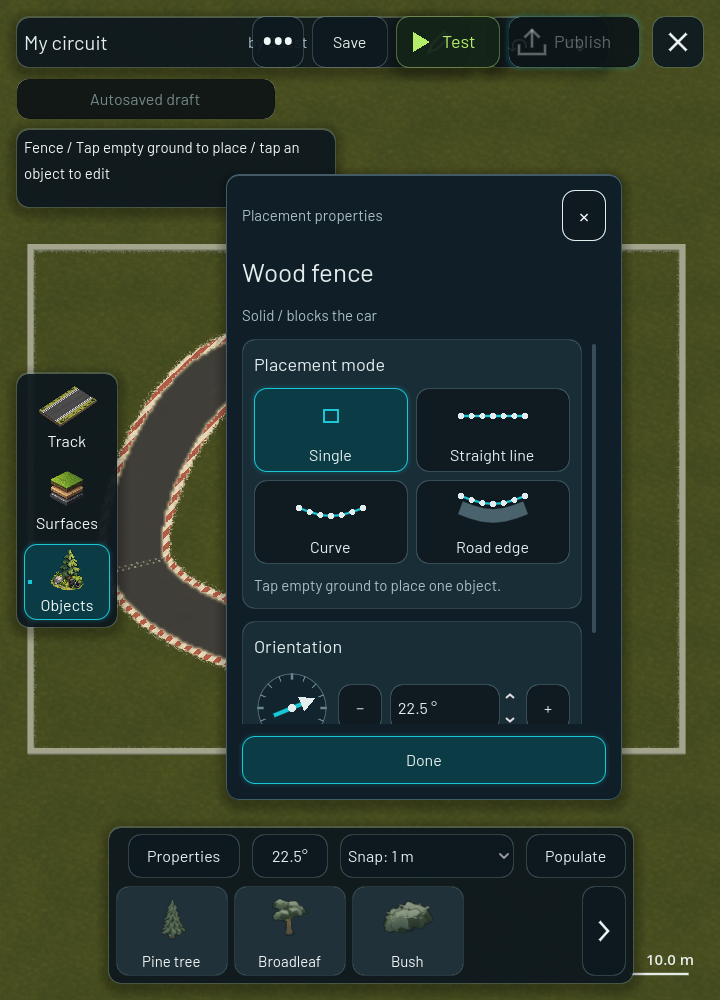 My circuit
Save
Test
Publish
Autosaved draft
Fence / Tap empty ground to place / tap an
object to edit
Placement properties
Wood fence
Solid / blocks the car
Placement mode
Single
Straight line
Curve
Road edge
Tap empty ground to place one object.
Orientation
−
22.5 °
+
Done
Track
Surfaces
Objects
Properties
22.5°
Snap: 1 m
Populate
Pine tree
Broadleaf
Bush
10.0 m